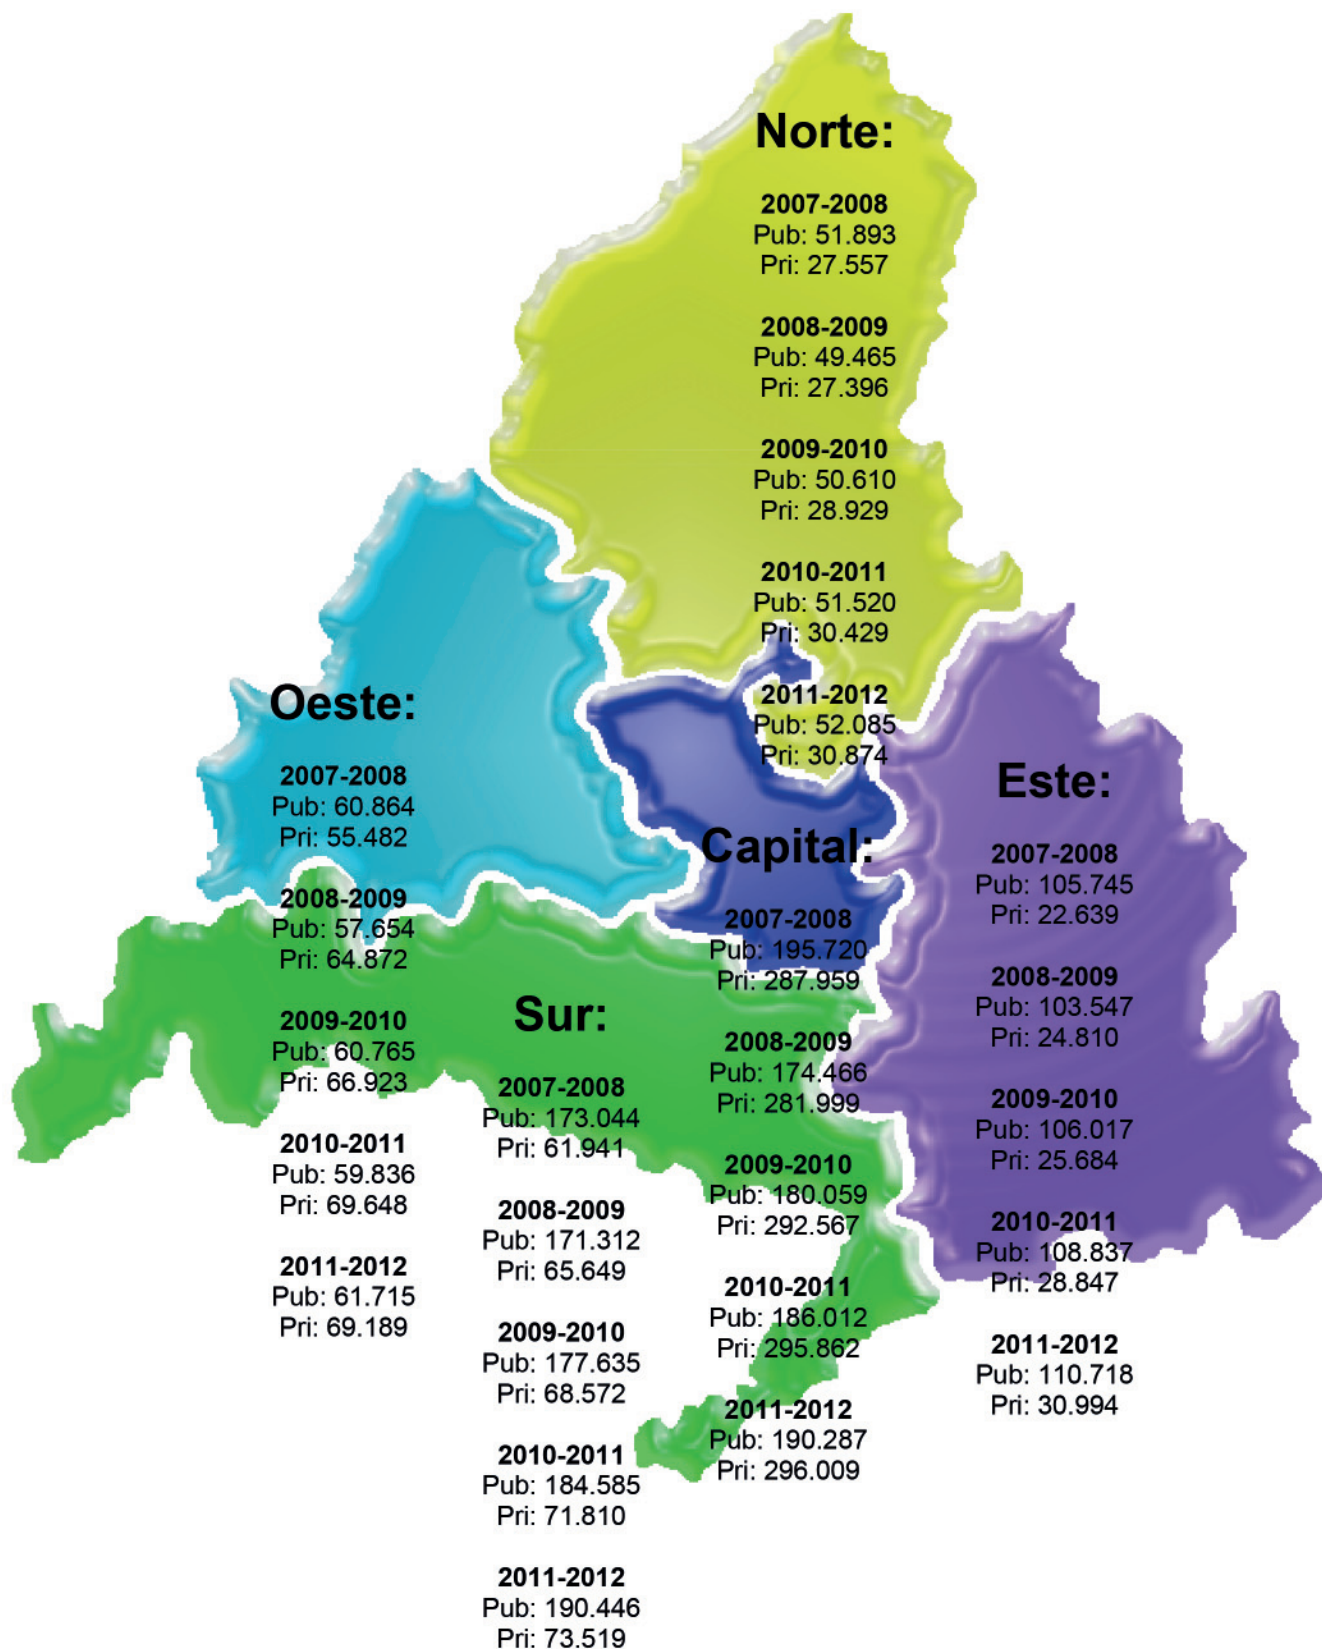 Norte:
2007-2008
Pub: 51.893
Pri: 27.557
2008-2009
Pub: 49.465
Pri: 27.396
2009-2010
Pub: 50.610
Pri: 28.929
2010-2011
Pub: 51.520
Pri: 30.429
2011-2012
Pub: 52.085
Pri: 30.874
Oeste:
2007-2008
Pub: 60.864
Pri: 55.482
2008-2009
Pub: 57.654
Pri: 64.872
2009-2010
Pub: 60.765
Pri: 66.923
2010-2011
Pub: 59.836
Pri: 69.648
2011-2012
Pub: 61.715
Pri: 69.189
Sur:
2007-2008
Pub: 173.044
Pri: 61.941
2008-2009
Pub: 171.312
Pri: 65.649
2009-2010
Pub: 177.635
Pri: 68.572
2010-2011
Pub: 184.585
Pri: 71.810
2011-2012
Pub: 190.446
Pri: 73.519
Capital:
2007-2008
Pub: 195.720
Pri: 287.959
2008-2009
Pub: 174.466
Pri: 281.999
2009-2010
Pub: 180.059
Pri: 292.567
2010-2011
Pub: 186.012
Pri: 295.862
2011-2012
Pub: 190.287
Pri: 296.009
Este:
2007-2008
Pub: 105.745
Pri: 22.639
2008-2009
Pub: 103.547
Pri: 24.810
2009-2010
Pub: 106.017
Pri: 25.684
2010-2011
Pub: 108.837
Pri: 28.847
2011-2012
Pub: 110.718
Pri: 30.994